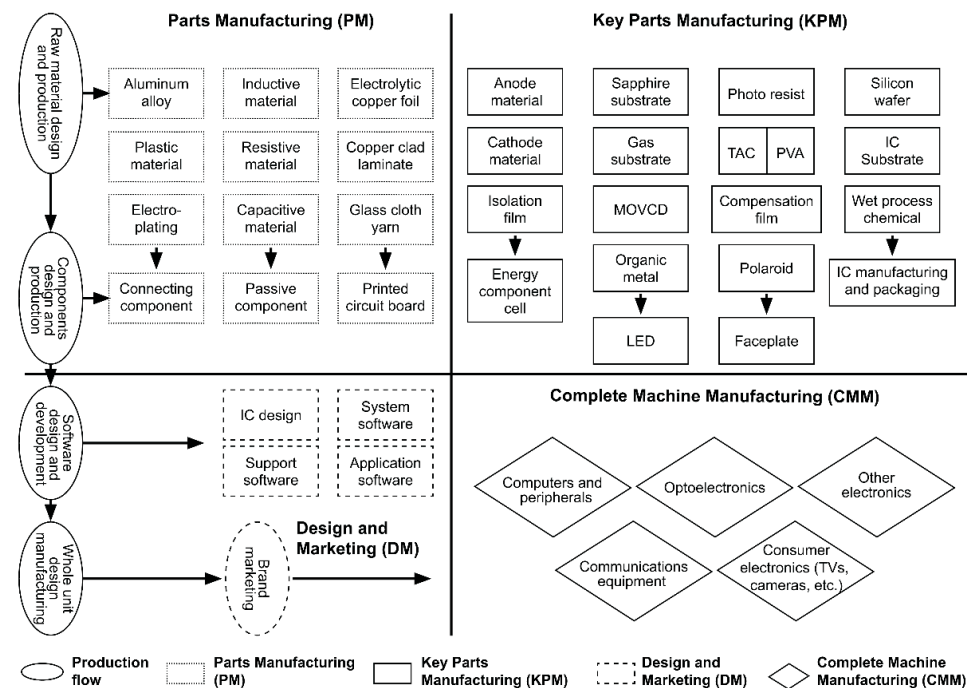 Parts Manufacturing (PM)
Key Parts Manufacturing (KPM)
Raw material design
and production
Aluminum
alloy
Inductive
material
Electrolytic
copper foil
Plastic
material
Resistive
material
Copper clad
laminate
Electro-
plating
Capacitive
material
Glass cloth
yarn
Components
design and
production
Connecting
component
Passive
component
Printed
circuit board
Anode
material
Sapphire
substrate
Photo resist
Silicon
wafer
Cathode
material
Gas
substrate
TAC
PVA
IC
Substrate
Isolation
film
MOVCD
Compensation
film
Wet process
chemical
Energy
component
cell
Organic
metal
Polaroid
IC manufacturing
and packaging
LED
Faceplate
Software
design and
development
IC design
System
software
Support
software
Application
software
Whole unit
design
manufacturing
Brand
marketing
Design and
Marketing (DM)
Complete Machine Manufacturing (CMM)
Computers and
peripherals
Optoelectronics
Other
electronics
Communications
equipment
Consumer
electronics (TVs,
cameras, etc.)
Production
flow
Parts Manufacturing
(PM)
Key Parts
Manufacturing (KPM)
Design and
Marketing (DM)
Complete Machine
Manufacturing (CMM)